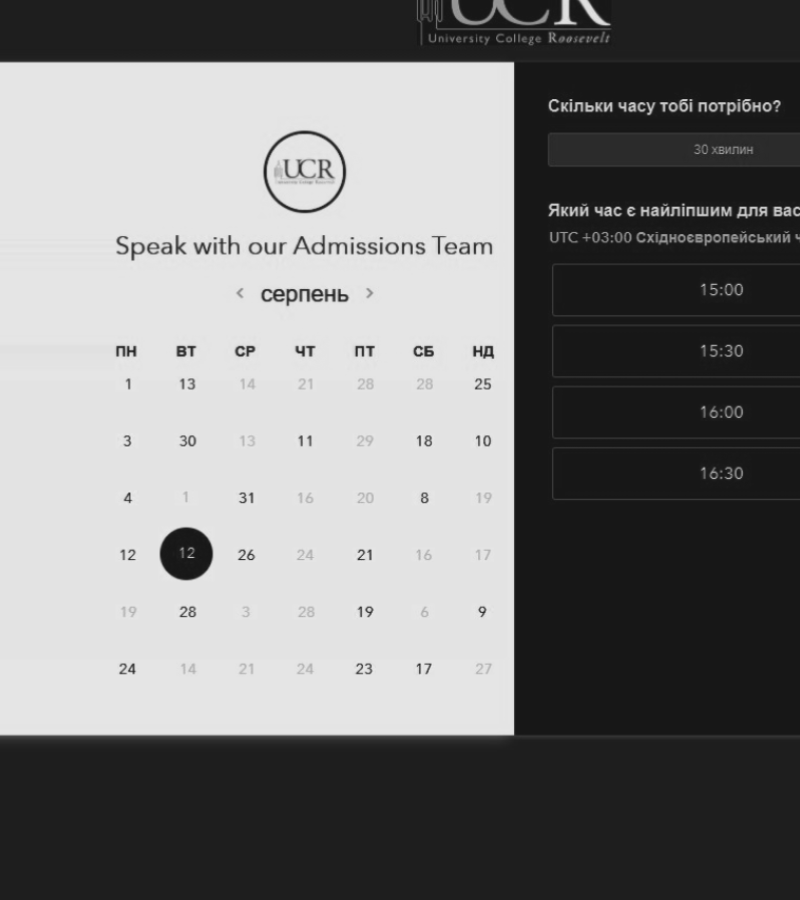 UCR
University College Roosevelt
UCR
Speak with our Admissions Team
< серпень >
ПН ВТ СР ЧТ ПТ СБ НД
1 13 14 21 28 28 25
3 30 13 11 29 18 10
4 1 31 16 20 8 19
12 12 26 24 21 16 17
19 28 3 28 19 6 9
24 14 21 24 23 17 27
Скільки часу тобі потрібно?
30 хвилин
Який час є найліпшим для вас
UTC +03:00 Східноєвропейський ч
15:00
15:30
16:00
16:30